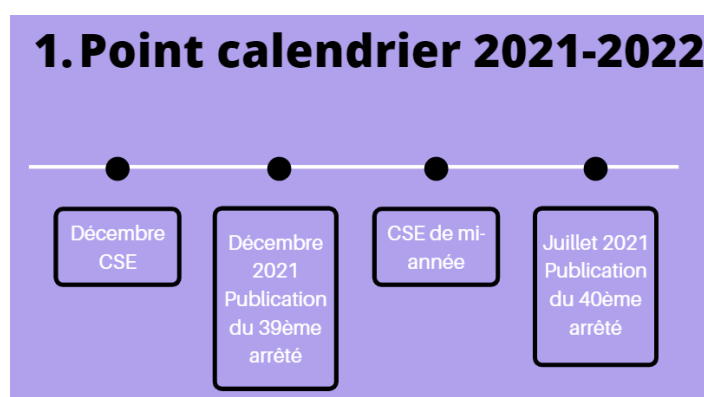 1. Point calendrier 2021-2022
Décembre
CSE
Décembre
2021
Publication
du 39ème
arrêté
CSE de mi-
année
Juillet 2021
Publication
du 40ème
arrêté